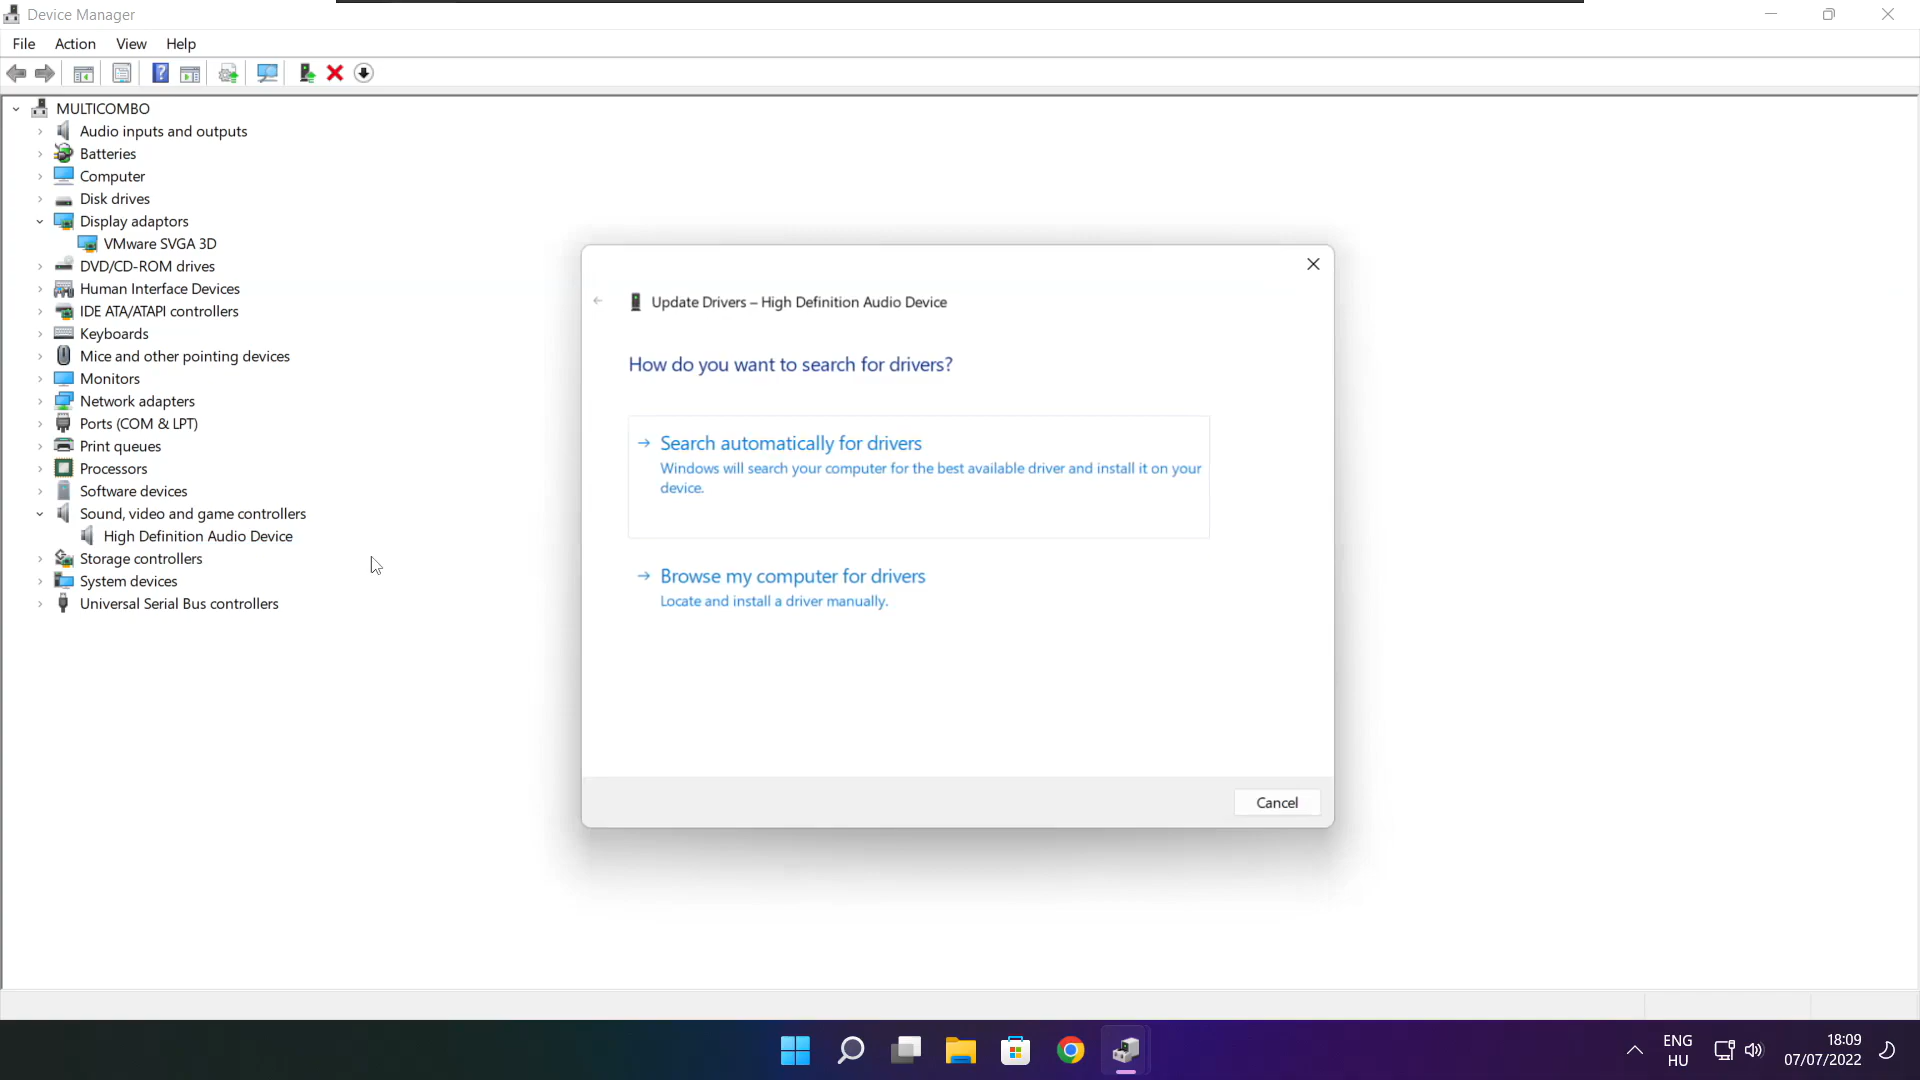 Device Manager
File Action View Help
MULTICOMBO
Audio inputs and outputs
Batteries
Computer
Disk drives
Display adaptors
VMware SVGA 3D
DVD/CD-ROM drives
Human Interface Devices
IDE ATA/ATAPI controllers
Keyboards
Mice and other pointing devices
Monitors
Network adapters
Ports (COM & LPT)
Print queues
Processors
Software devices
Sound, video and game controllers
High Definition Audio Device
Storage controllers
System devices
Universal Serial Bus controllers
Update Drivers – High Definition Audio Device
How do you want to search for drivers?
Search automatically for drivers
Windows will search your computer for the best available driver and install it on your
device.
Browse my computer for drivers
Locate and install a driver manually.
Cancel
ENG
HU
18:09
07/07/2022